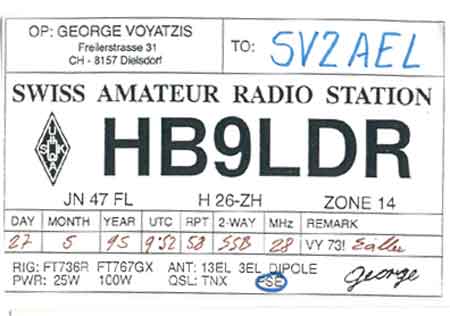 OP: GEORGE VOYATZIS
Freilerstrasse 31
CH - 8157 Dielsdorf
TO: SV2AEL
SWISS AMATEUR RADIO STATION
HB9LDR
JN 47 FL H 26-ZH ZONE 14
DAY MONTH YEAR UTC RPT 2-WAY MHz REMARK
27 5 95 9:52 58 SSB 28 VY 73!
RIG: FT736R FT767GX ANT: 13EL 3EL DIPOLE
PWR: 25W 100W QSL: TNX PSE
George